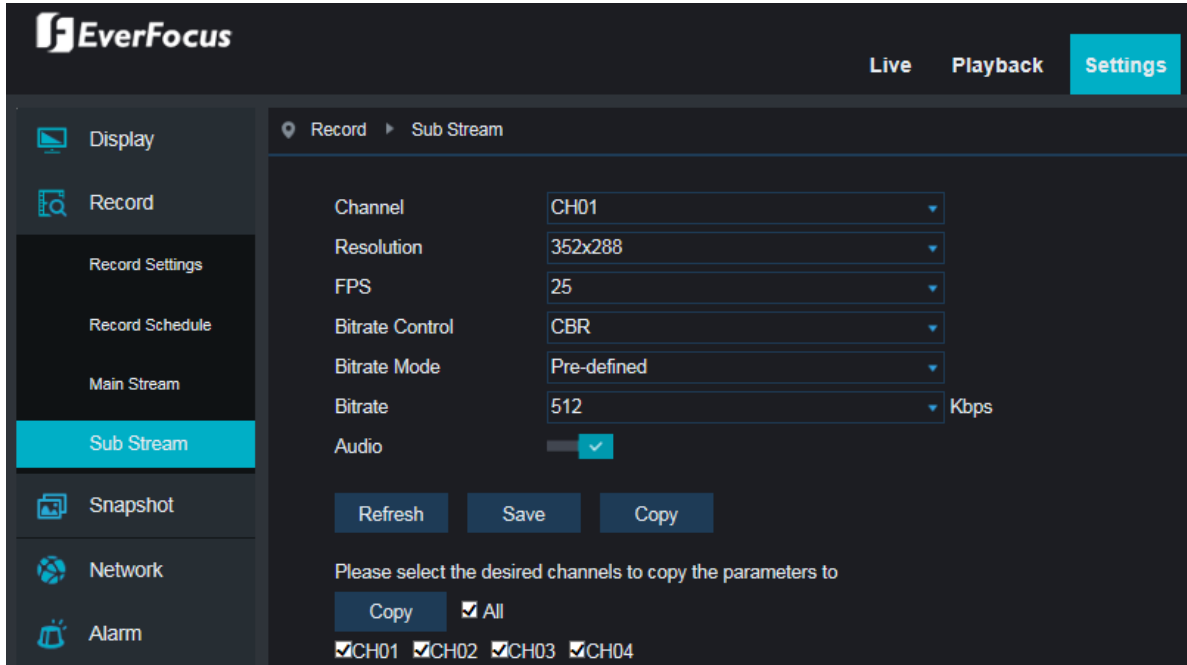 EverFocus
Live Playback Settings
Display
Record
Record Settings
Record Schedule
Main Stream
Sub Stream
Snapshot
Network
Alarm
Record Sub Stream
Channel CH01
Resolution 352x288
FPS 25
Bitrate Control CBR
Bitrate Mode Pre-defined
Bitrate 512 Kbps
Audio
Refresh Save Copy
Please select the desired channels to copy the parameters to
Copy All
CH01 CH02 CH03 CH04